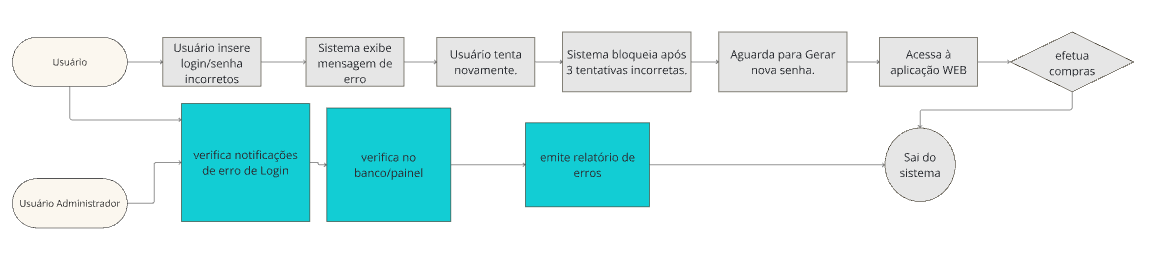 Usuário
Usuário insere
login/senha
incorretos
Sistema exibe
mensagem de
erro
Usuário tenta
novamente.
Sistema bloqueia após
3 tentativas incorretas.
Aguarda para Gerar
nova senha.
Acessa à
aplicação WEB
efetua
compras
Usuário Administrador
verifica notificações
de erro de Login
verifica no
banco/painel
emite relatório de
erros
Sai do
sistema